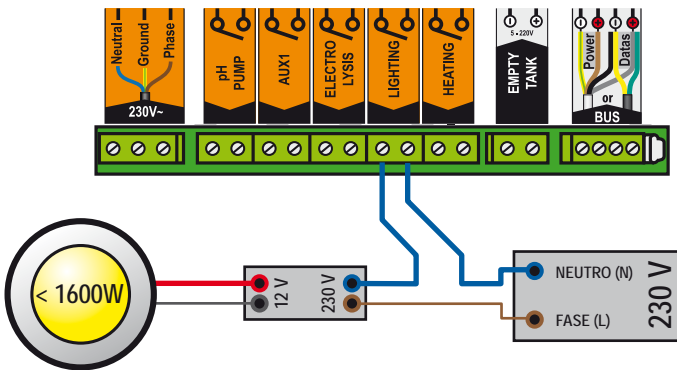 Neutral
Ground
Phase
230V~
pH
PUMP
AUX1
ELECTRO
LYSIS
LIGHTING
HEATING
5 - 220V
EMPTY
TANK
Power
Datas
or
BUS
< 1600W
12 V
230 V
NEUTRO (N)
FASE (L)
230 V